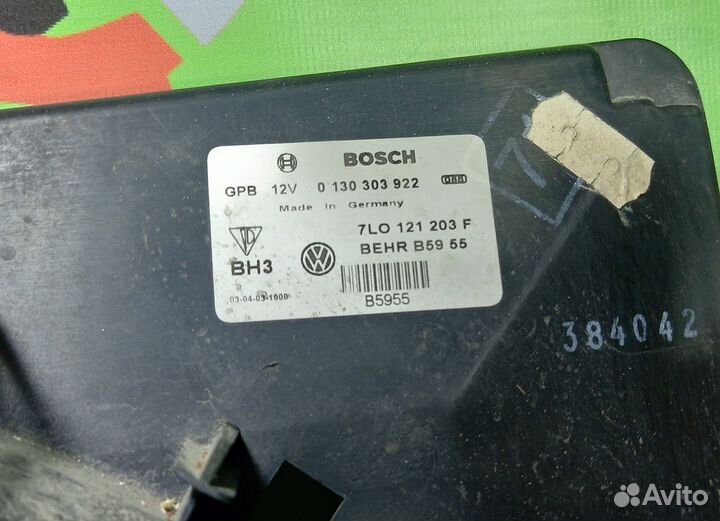 BOSCH
GPB 12V 0 130 303 922 088
Made in Germany
7LO 121 203 F
BEHR B59 55
BH3
03-04-03-1000
B5955
384042
Avito